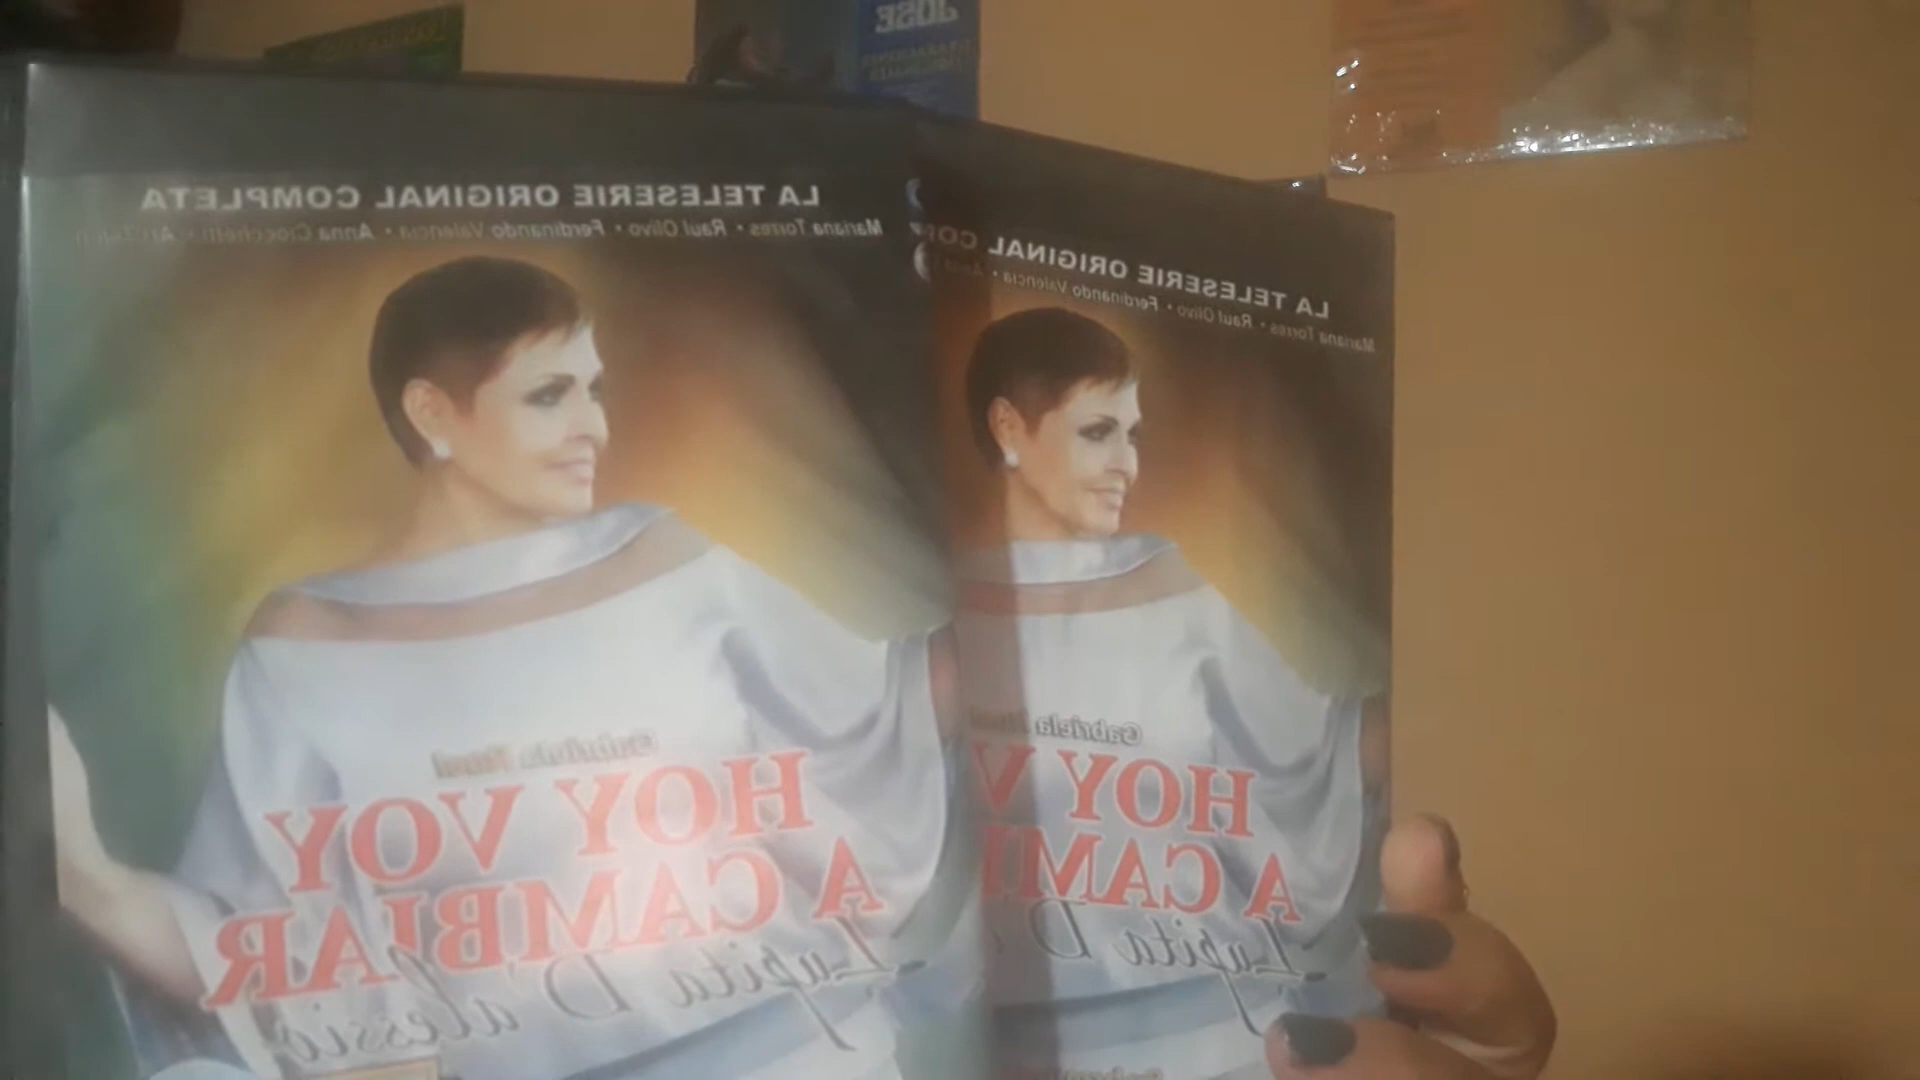 JOSE
LA TELESERIE ORIGINAL COMPLETA
Mariana Torres • Raul Olivo • Ferdinando Valencia • Anna Ciocchetti •
HOY VOY
A CAMBIAR
Lupita D'alessio
LA TELESERIE ORIGINAL
Mariana Torres • Raul Olivo • Ferdinando Valencia •
Gabriela
HOY V
A CAM
Lupita D'